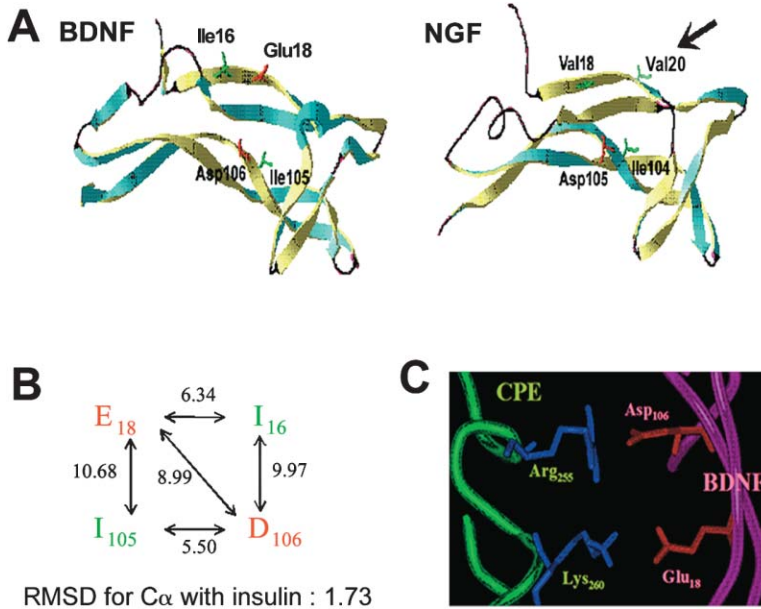 A
BDNF
Ile16
Glu18
Asp106
Ile105
NGF
Val18
Val20
Asp105
Ile104
B
E18
6.34
I16
10.68
8.99
9.97
I105
5.50
D106
RMSD for Cα with insulin : 1.73
C
CPE
Asp106
Arg255
BDNF
Lys260
Glu18